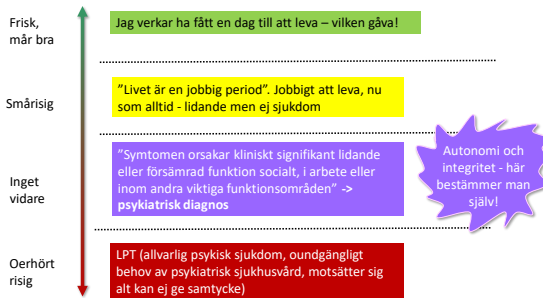 Frisk,
mår bra
Jag verkar ha fått en dag till att leva – vilken gåva!
Smårisig
”Livet är en jobbig period”. Jobbigt att leva, nu
som alltid - lidande men ej sjukdom
Inget
vidare
”Symtomen orsakar kliniskt signifikant lidande
eller försämrad funktion socialt, i arbete eller
inom andra viktiga funktionsområden” ->
psykiatrisk diagnos
Autonomi och
integritet - här
bestämmer man
själv!
Oerhört
risig
LPT (allvarlig psykisk sjukdom, oundgängligt
behov av psykiatrisk sjukhusvård, motsätter sig
alt kan ej ge samtycke)